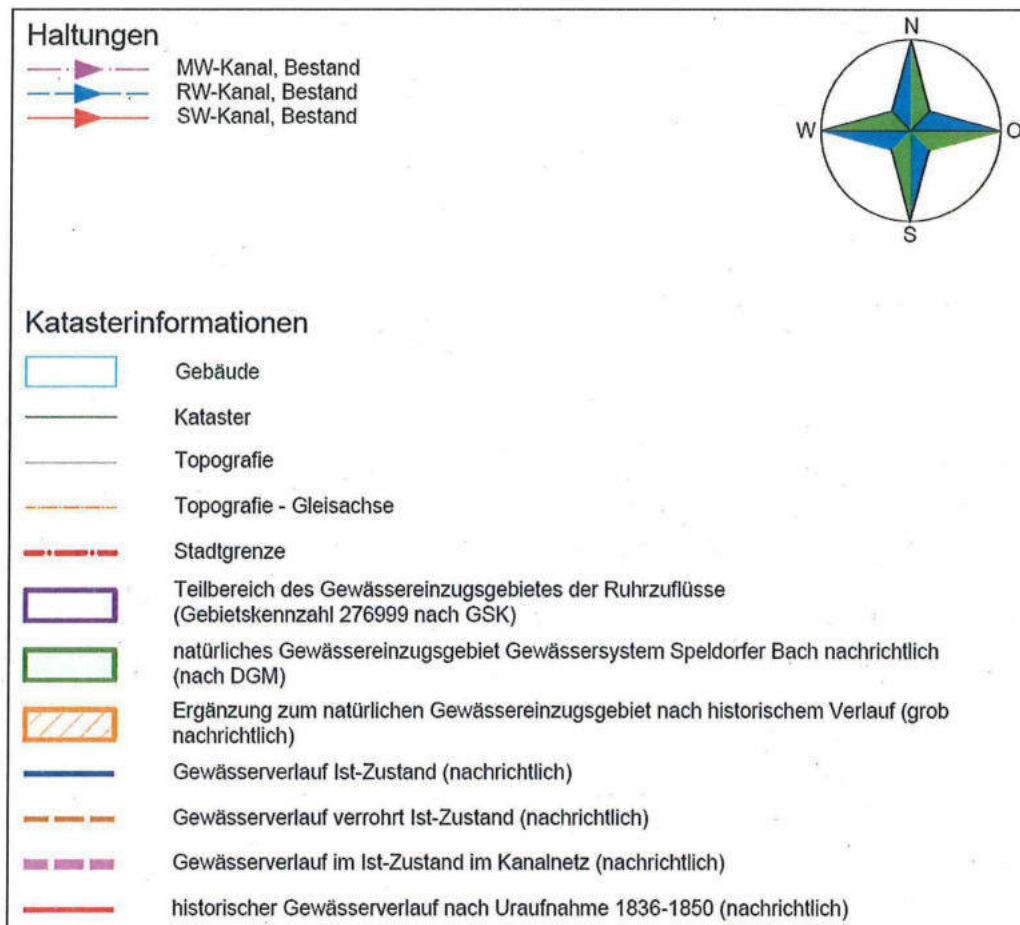 Haltungen
MW-Kanal, Bestand
RW-Kanal, Bestand
SW-Kanal, Bestand
N
W
O
S
Katasterinformationen
Gebäude
Kataster
Topografie
Topografie - Gleisachse
Stadtgrenze
Teilbereich des Gewässereinzugsgebietes der Ruhrzuflüsse
(Gebietskennzahl 276999 nach GSK)
natürliches Gewässereinzugsgebiet Gewässersystem Speldorfer Bach nachrichtlich
(nach DGM)
Ergänzung zum natürlichen Gewässereinzugsgebiet nach historischem Verlauf (grob
nachrichtlich)
Gewässerverlauf Ist-Zustand (nachrichtlich)
Gewässerverlauf verrohrt Ist-Zustand (nachrichtlich)
Gewässerverlauf im Ist-Zustand im Kanalnetz (nachrichtlich)
historischer Gewässerverlauf nach Uraufnahme 1836-1850 (nachrichtlich)